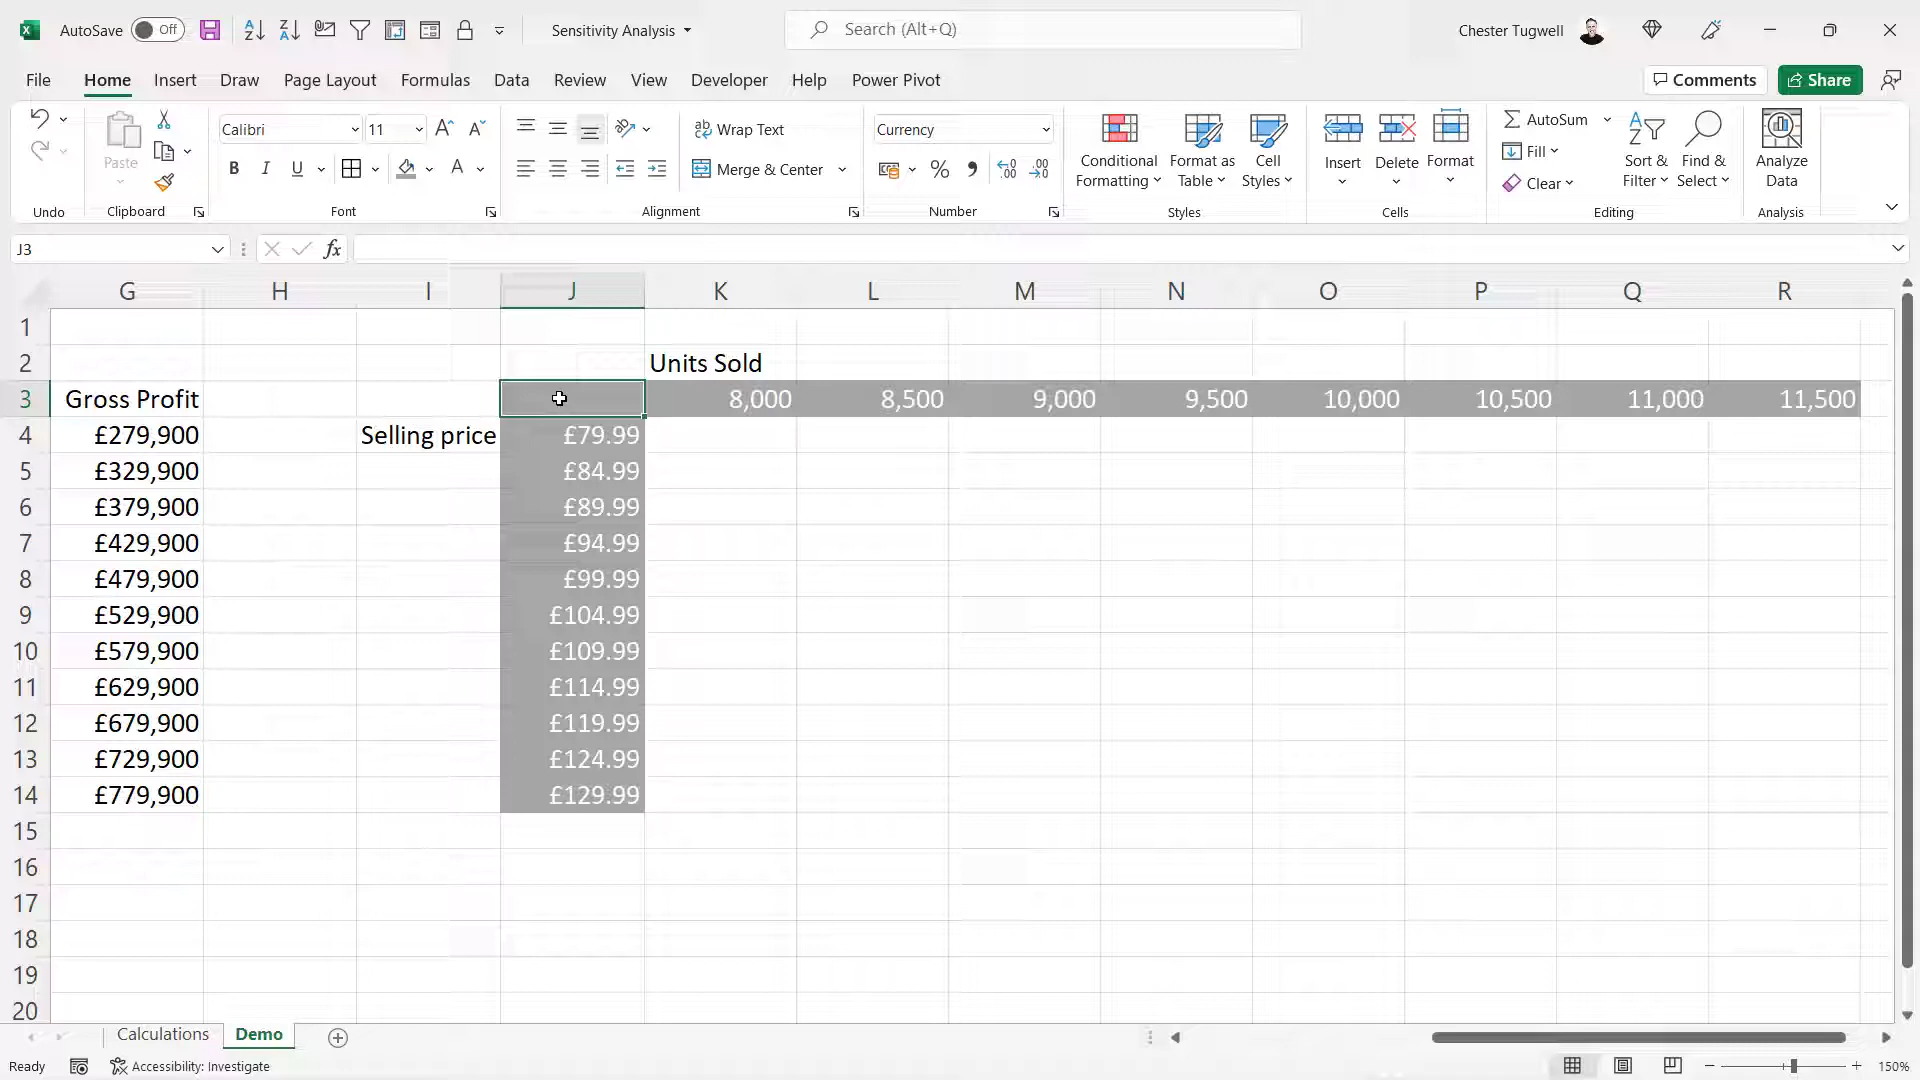 AutoSave Off Sensitivity Analysis Search (Alt+Q) Chester Tugwell
File Home Insert Draw Page Layout Formulas Data Review View Developer Help Power Pivot Comments Share
Paste
Calibri 11
B I U
Wrap Text
Merge & Center
Currency
Conditional Formatting
Format as Table
Cell Styles
Insert Delete Format
AutoSum
Fill
Clear
Sort & Filter
Find & Select
Analyze Data
Undo Clipboard Font Alignment Number Styles Cells Editing Analysis
J3 fx
G H I J K L M N O P Q R
1
2 Units Sold
3 Gross Profit 8,000 8,500 9,000 9,500 10,000 10,500 11,000 11,500
4 £279,900 Selling price £79.99
5 £329,900 £84.99
6 £379,900 £89.99
7 £429,900 £94.99
8 £479,900 £99.99
9 £529,900 £104.99
10 £579,900 £109.99
11 £629,900 £114.99
12 £679,900 £119.99
13 £729,900 £124.99
14 £779,900 £129.99
15
16
17
18
19
20
Calculations Demo
Ready Accessibility: Investigate 150%